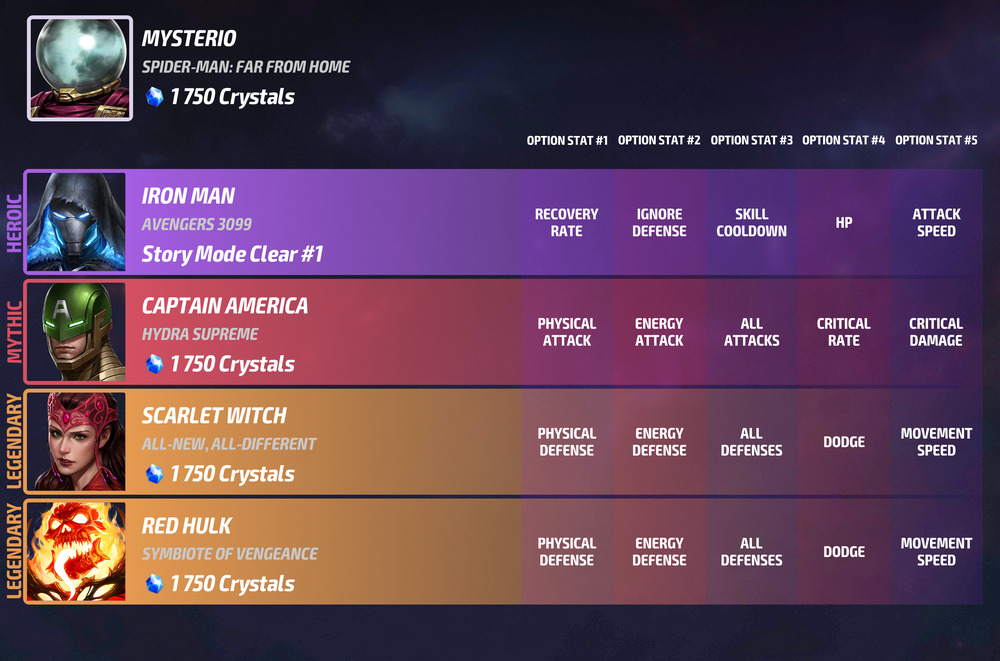 MYSTERIO
SPIDER-MAN: FAR FROM HOME
1 750 Crystals
OPTION STAT #1 OPTION STAT #2 OPTION STAT #3 OPTION STAT #4 OPTION STAT #5
HEROIC
IRON MAN
AVENGERS 3099
Story Mode Clear #1
RECOVERY
RATE
IGNORE
DEFENSE
SKILL
COOLDOWN
HP
ATTACK
SPEED
MYTHIC
CAPTAIN AMERICA
HYDRA SUPREME
1 750 Crystals
PHYSICAL
ATTACK
ENERGY
ATTACK
ALL
ATTACKS
CRITICAL
RATE
CRITICAL
DAMAGE
LEGENDARY
SCARLET WITCH
ALL-NEW, ALL-DIFFERENT
1 750 Crystals
PHYSICAL
DEFENSE
ENERGY
DEFENSE
ALL
DEFENSES
DODGE
MOVEMENT
SPEED
LEGENDARY
RED HULK
SYMBIOTE OF VENGEANCE
1 750 Crystals
PHYSICAL
DEFENSE
ENERGY
DEFENSE
ALL
DEFENSES
DODGE
MOVEMENT
SPEED